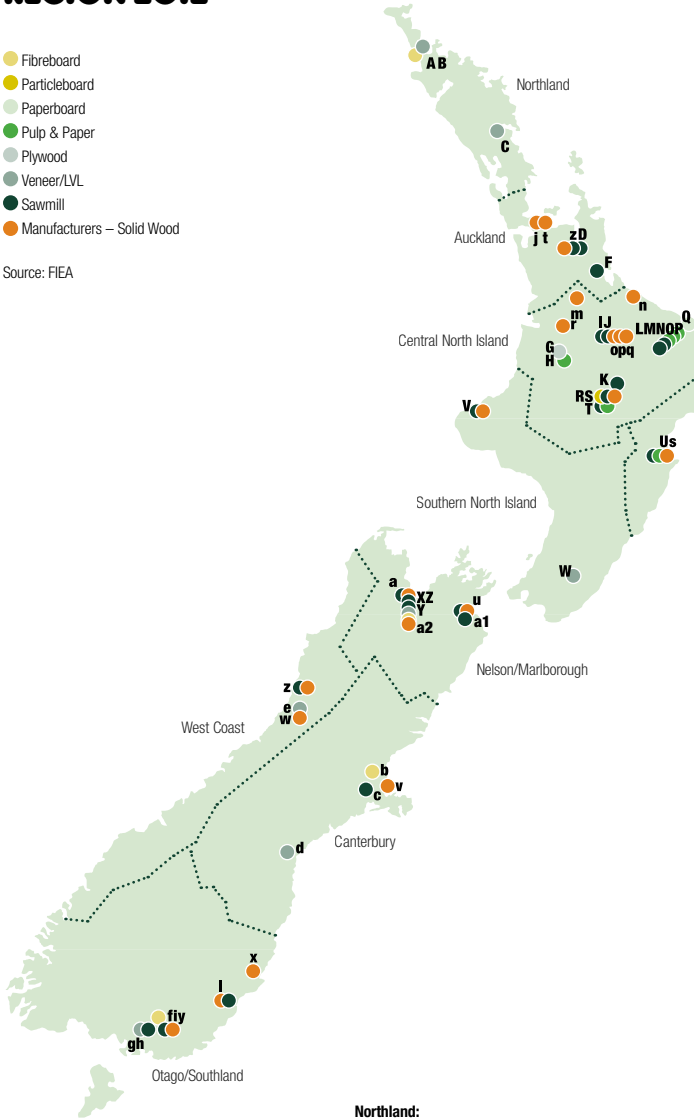 Fibreboard
Particleboard
Paperboard
Pulp & Paper
Plywood
Veneer/LVL
Sawmill
Manufacturers – Solid Wood
Source: FIEA
A B
Northland
C
j t
z D
Auckland
F
m
n
r
Central North Island
I J
L M N O P
Q
G
o p q
H
K
R S
T
V
U s
Southern North Island
W
a
X Z
Y
u
a1
a2
Nelson/Marlborough
z
e
w
West Coast
b
v
c
Canterbury
d
x
l
f i y
g h
Otago/Southland
Northland: